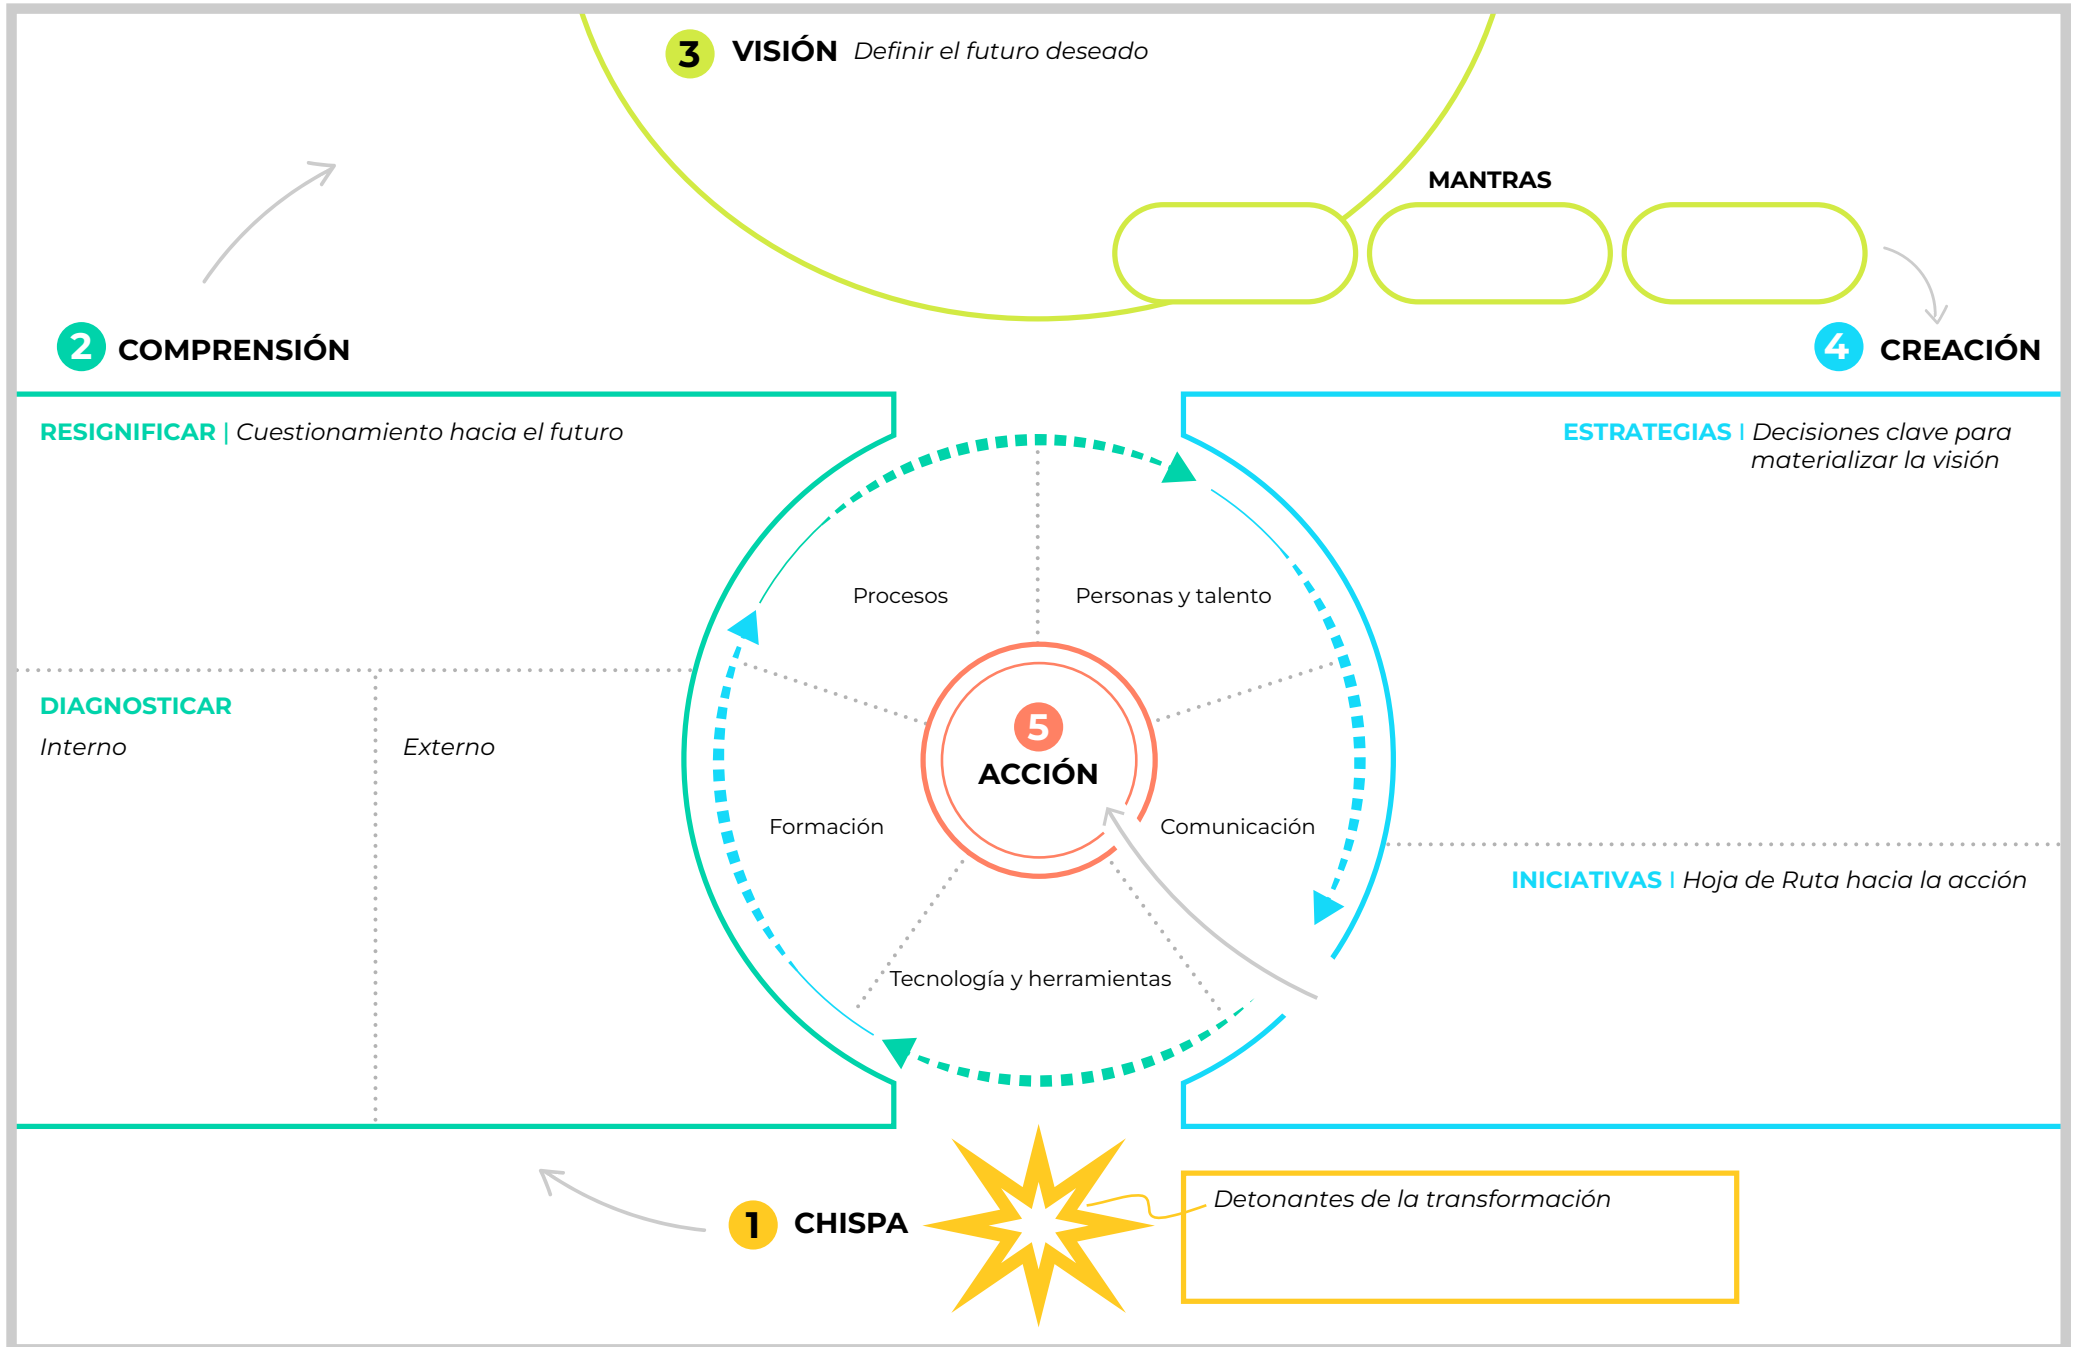 3 VISIÓN Definir el futuro deseado
MANTRAS
2 COMPRENSIÓN
4 CREACIÓN
RESIGNIFICAR | Cuestionamiento hacia el futuro
ESTRATEGIAS | Decisiones clave para
materializar la visión
Procesos
Personas y talento
DIAGNOSTICAR
Interno
Externo
5
ACCIÓN
Formación
Comunicación
INICIATIVAS | Hoja de Ruta hacia la acción
Tecnología y herramientas
1 CHISPA
Detonantes de la transformación